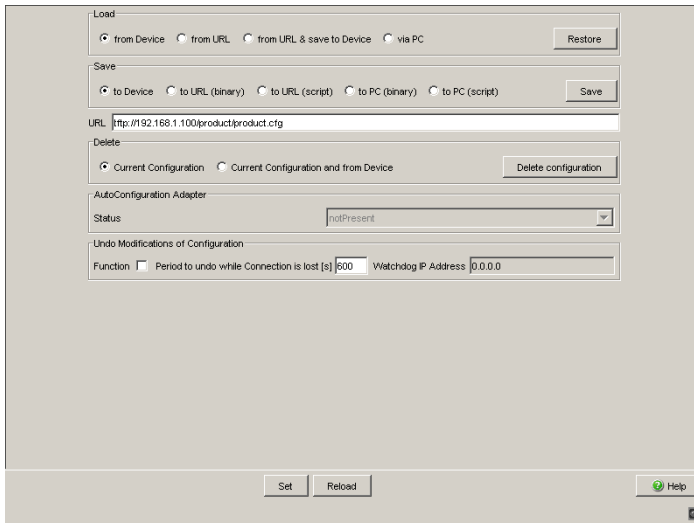 Load
from Device from URL from URL & save to Device via PC Restore
Save
to Device to URL (binary) to URL (script) to PC (binary) to PC (script) Save
URL tftp://192.168.1.100/product/product.cfg
Delete
Current Configuration Current Configuration and from Device Delete configuration
AutoConfiguration Adapter
Status notPresent
Undo Modifications of Configuration
Function Period to undo while Connection is lost [s] 600 Watchdog IP Address 0.0.0.0
Set Reload Help